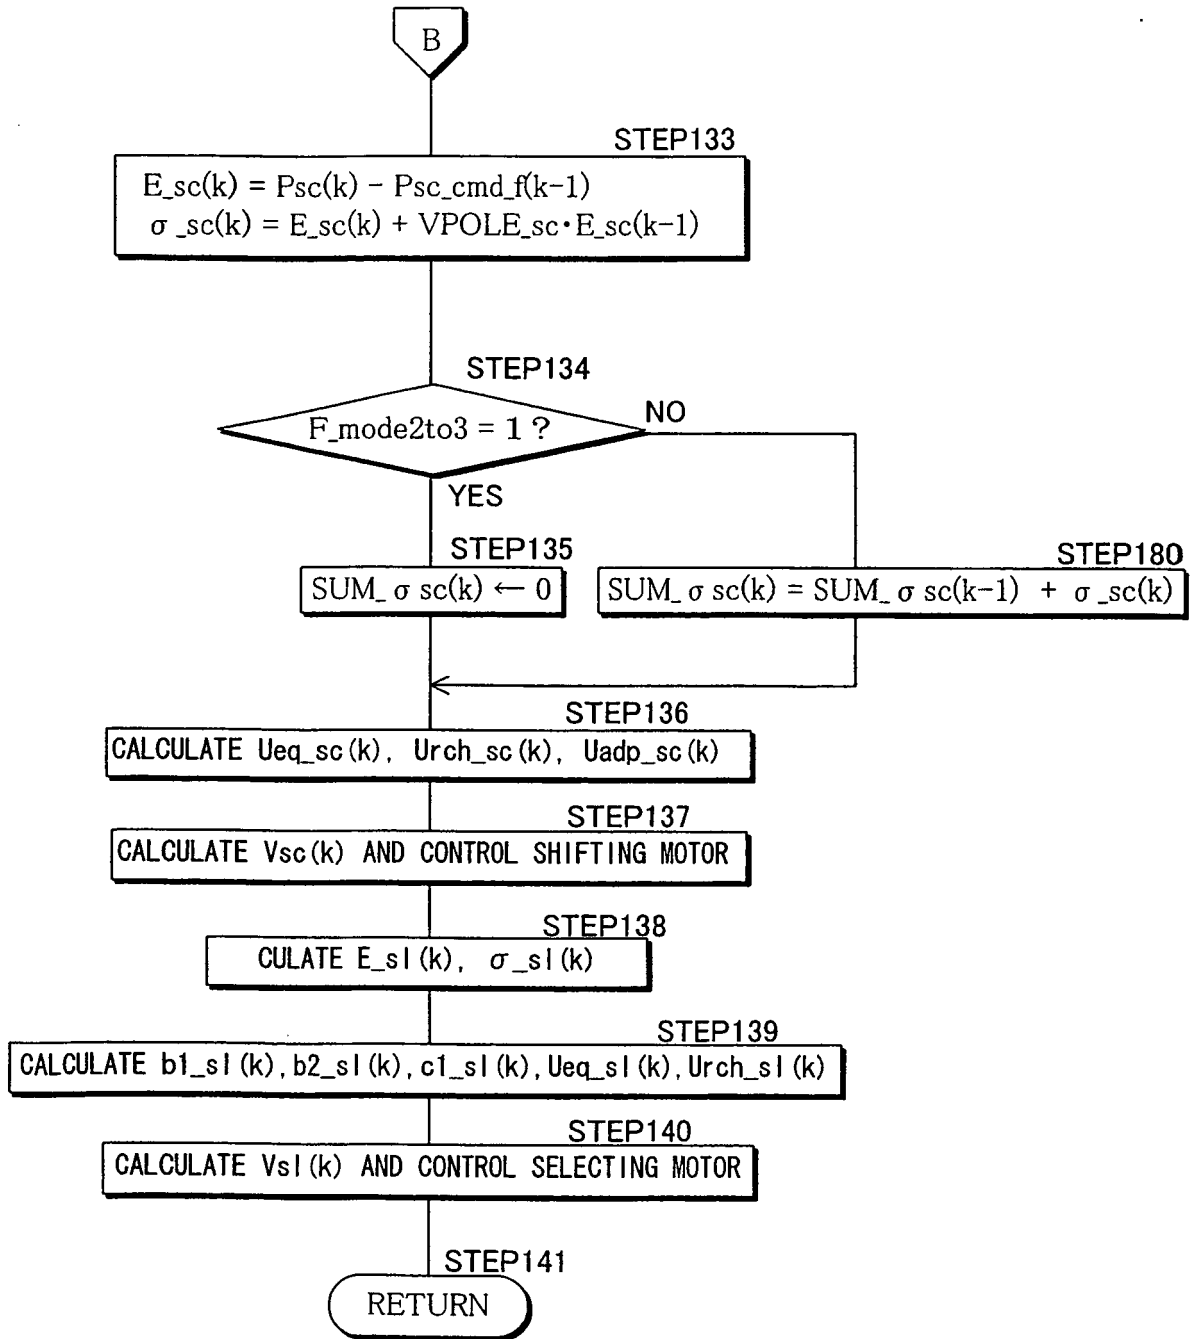 B
STEP133
E_sc(k) = Psc(k) - Psc_cmd_f(k-1)
σ_sc(k) = E_sc(k) + VPOLE_sc·E_sc(k-1)
STEP134
F_mode2to3 = 1 ?
NO
YES
STEP135
SUM_σsc(k) ← 0
STEP180
SUM_σsc(k) = SUM_σsc(k-1) + σ_sc(k)
STEP136
CALCULATE Ueq_sc(k), Urch_sc(k), Uadp_sc(k)
STEP137
CALCULATE Vsc(k) AND CONTROL SHIFTING MOTOR
STEP138
CULATE E_sl(k), σ_sl(k)
STEP139
CALCULATE b1_sl(k),b2_sl(k),c1_sl(k),Ueq_sl(k),Urch_sl(k)
STEP140
CALCULATE Vsl(k) AND CONTROL SELECTING MOTOR
STEP141
RETURN